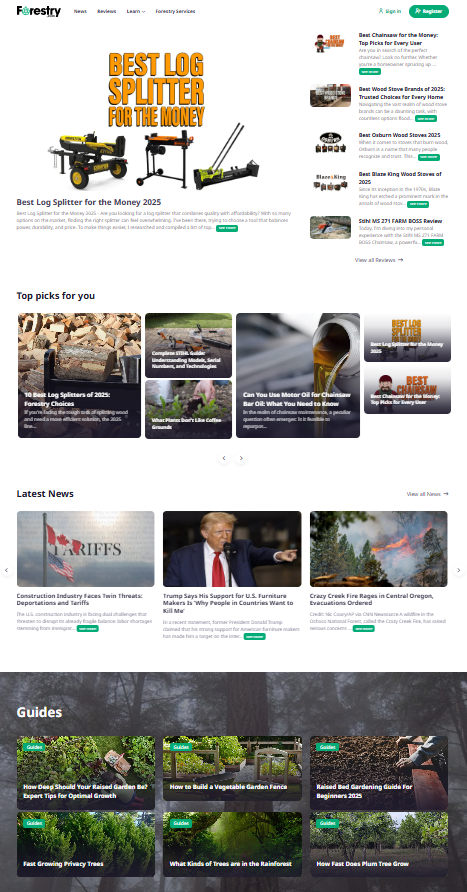 Forestry
News
Reviews
Learn
Forestry Services
Sign in
Register
BEST LOG
SPLITTER
FOR THE MONEY
Best Log Splitter for the Money 2025
Best Log Splitter for the Money 2025 - Are you looking for a log splitter that combines quality with affordability? With so many
options on the market, finding the right splitter can feel overwhelming. I've been there, trying to choose a tool that balances
power, durability, and price. To make things easier, I researched and compiled a list of top...
Best Chainsaw for the Money:
Top Picks for Every User
Are you in search of the perfect
chainsaw? Look no further. Whether
you're a homeowner sprucing up ...
Best Wood Stove Brands of 2025:
Trusted Choices for Every Home
Navigating the vast realm of wood stove
brands can be a daunting task, with
countless options flood...
Best Osburn Wood Stoves 2025
When it comes to stoves that burn wood,
Osburn is a name that many people
recognize and trust. This...
Best Blaze King Wood Stoves of
2025
Since its inception in the 1970s, Blaze
King has etched a prominent mark in the
annals of wood stov...
Stihl MS 271 FARM BOSS Review
Today, I'm diving into my personal
experience with the Stihl MS 271 FARM
BOSS Chainsaw, a powerfu...
View all Reviews
Top picks for you
10 Best Log Splitters of 2025:
Forestry Choices
If you're facing the tough task of splitting wood
and need a more efficient solution, the 2025
line...
Complete STIHL Guide:
Understanding Models, Serial
Numbers, and Technologies
What Plants Don't Like Coffee
Grounds
Can You Use Motor Oil for Chainsaw
Bar Oil: What You Need to Know
In the realm of chainsaw maintenance, a peculiar
question often emerges: Is it feasible to
repurpos...
BEST LOG
SPLITTER
Best Log Splitter for the Money
2025
BEST
CHAINSAW
Best Chainsaw for the Money:
Top Picks for Every User
Latest News
View all News
TARIFFS
Construction Industry Faces Twin Threats:
Deportations and Tariffs
The U.S. construction industry is facing dual challenges that
threaten to disrupt its already fragile balance: labor shortages
stemming from immigrat...
Trump Says His Support for U.S. Furniture
Makers Is 'Why People in Countries Want to
Kill Me'
In a recent statement, former President Donald Trump
claimed that his strong support for American furniture makers
has made him a target on the inter...
Crazy Creek Fire Rages in Central Oregon,
Evacuations Ordered
Credit: NV County/AP via CNN Newsource A wildfire in the
Ochoco National Forest, called the Crazy Creek Fire, has raised
serious concerns ...
Guides
Guides
How Deep Should Your Raised Garden Be?
Expert Tips for Optimal Growth
Guides
How to Build a Vegetable Garden Fence
Guides
Raised Bed Gardening Guide For
Beginners 2025
Guides
Fast Growing Privacy Trees
Guides
What Kinds of Trees are in the Rainforest
Guides
How Fast Does Plum Tree Grow